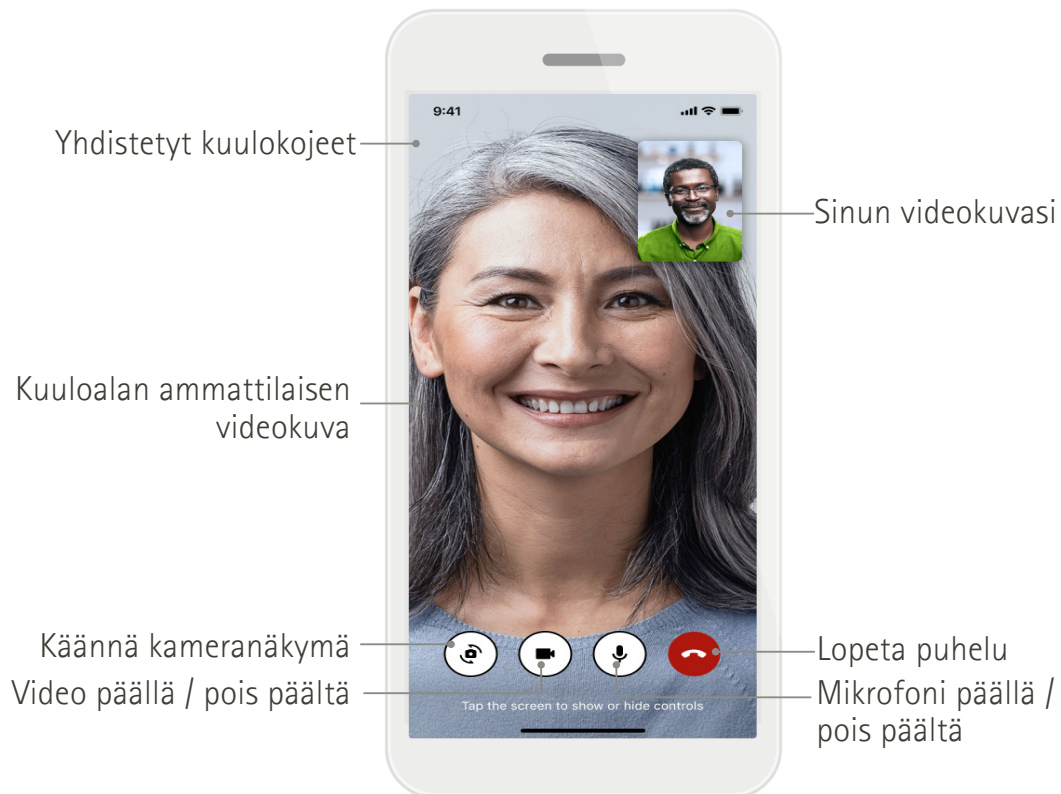 9:41
Yhdistetyt kuulokojeet
Sinun videokuvasi
Kuuloalan ammattilaisen
videokuva
Käännä kameranäkymä
Video päällä / pois päältä
Lopeta puhelu
Mikrofoni päällä /
pois päältä
Tap the screen to show or hide controls